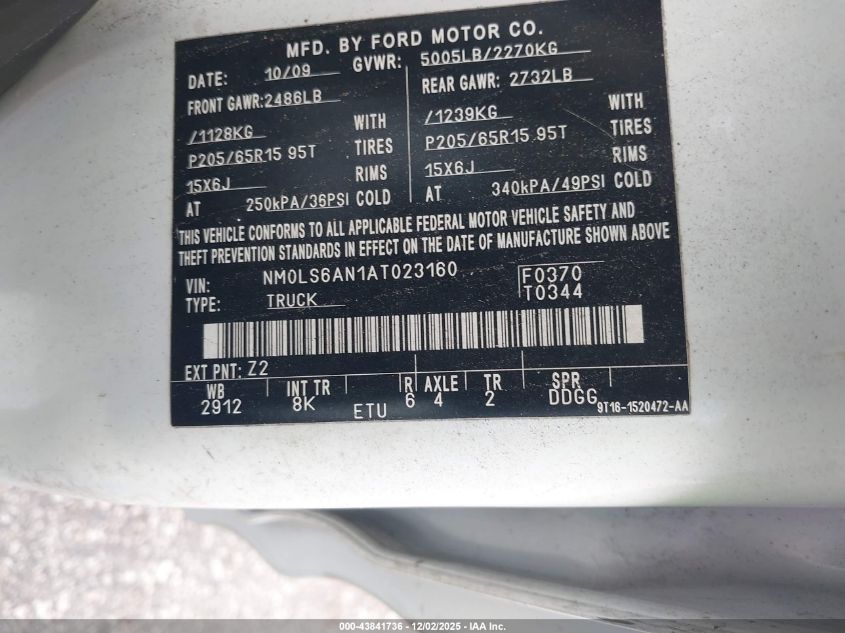 MFD. BY FORD MOTOR CO.
DATE: 10/09 GVWR: 5005LB/2270KG
FRONT GAWR:2486LB REAR GAWR: 2732LB
/1128KG WITH /1239KG WITH
P205/65R15 95T TIRES P205/65R15 95T TIRES
15X6J RIMS 15X6J RIMS
AT 250kPA/36PSI COLD AT 340kPA/49PSI COLD
THIS VEHICLE CONFORMS TO ALL APPLICABLE FEDERAL MOTOR VEHICLE SAFETY AND
THEFT PREVENTION STANDARDS IN EFFECT ON THE DATE OF MANUFACTURE SHOWN ABOVE
VIN: NM0LS6AN1AT023160 F0370
TYPE: TRUCK T0344
EXT PNT: Z2
WB INT TR R AXLE TR SPR
2912 8K ETU 6 4 2 DDGG
9T16-1520472-AA
000-43841736 - 12/02/2025 - IAA Inc.